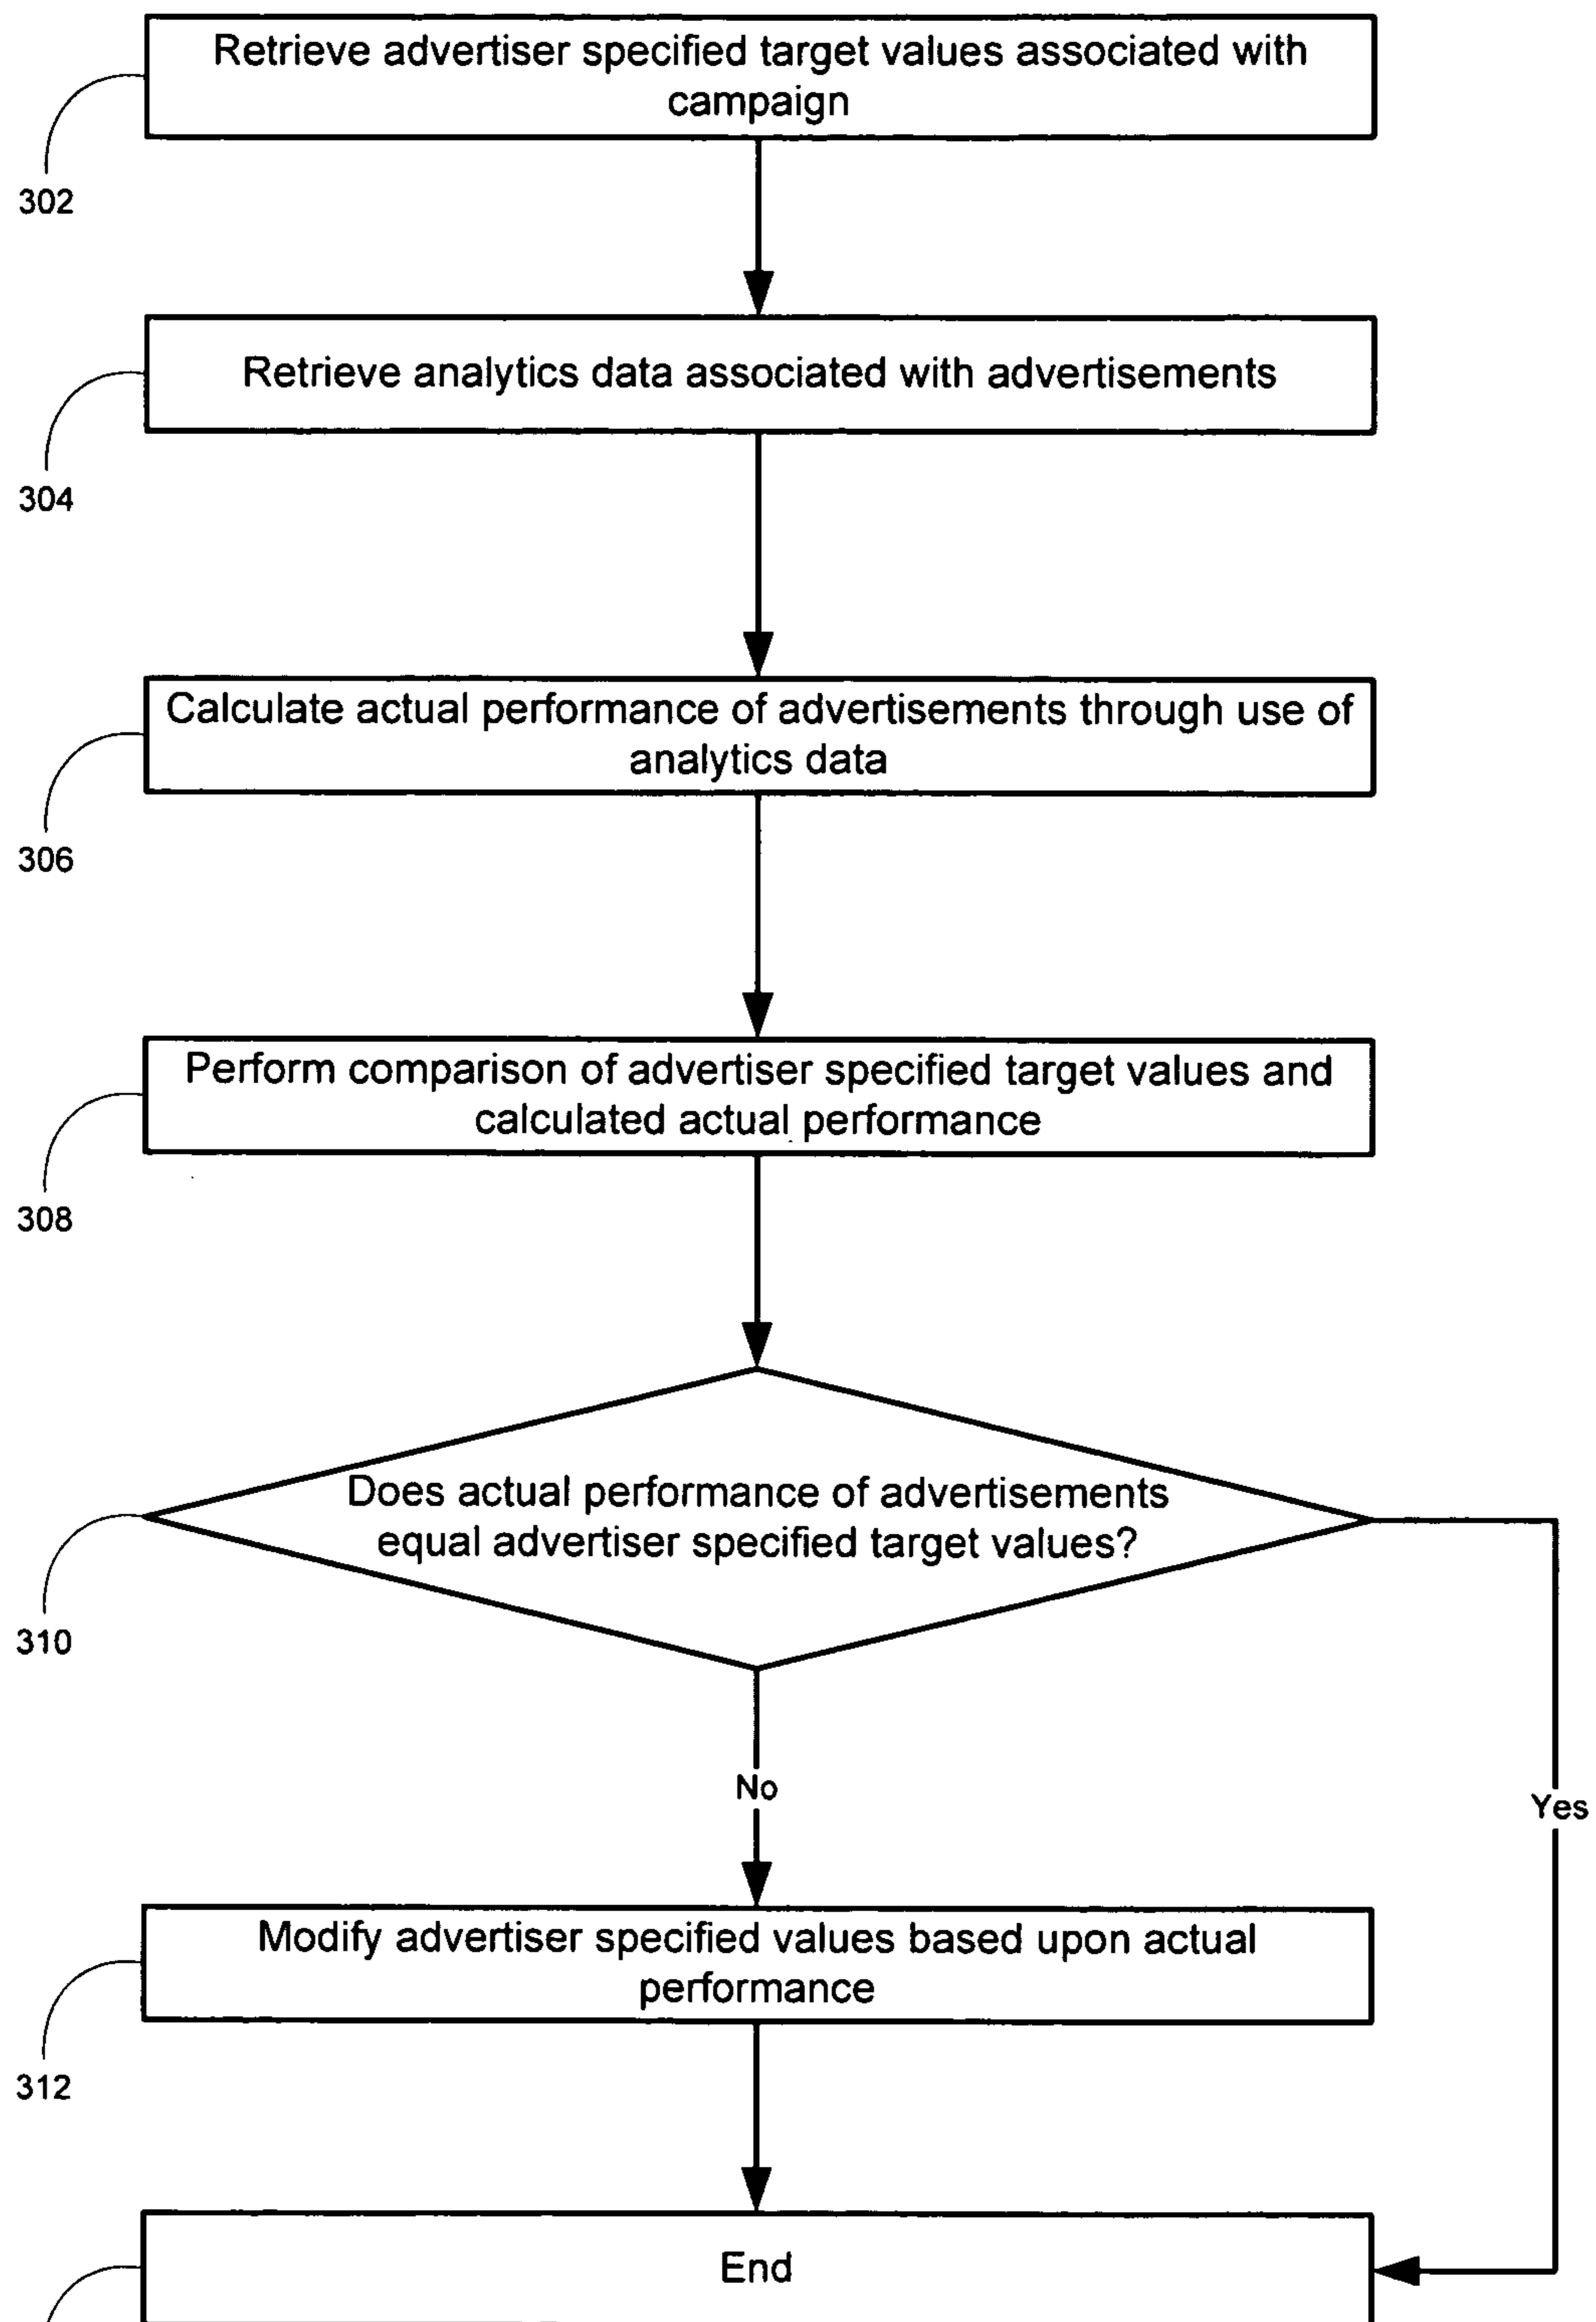 Retrieve advertiser specified target values associated with
campaign
302
Retrieve analytics data associated with advertisements
304
Calculate actual performance of advertisements through use of
analytics data
306
Perform comparison of advertiser specified target values and
calculated actual performance
308
Does actual performance of advertisements
equal advertiser specified target values?
310
No
Yes
Modify advertiser specified values based upon actual
performance
312
End